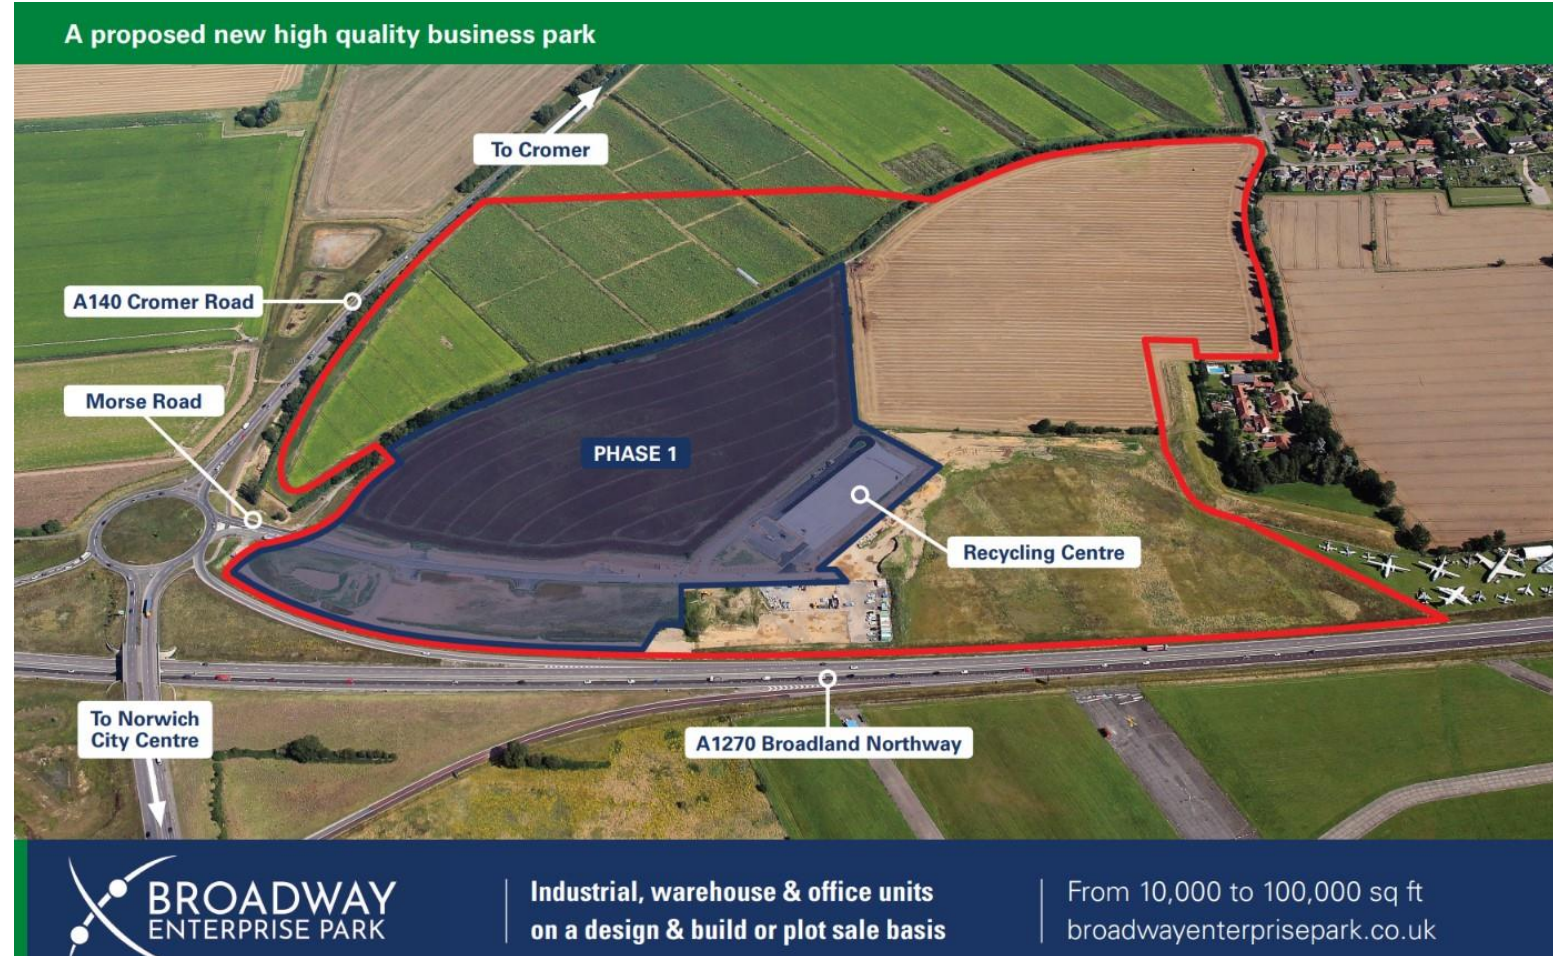 A proposed new high quality business park
To Cromer
A140 Cromer Road
Morse Road
PHASE 1
Recycling Centre
To Norwich
City Centre
A1270 Broadland Northway
BROADWAY
ENTERPRISE PARK
Industrial, warehouse & office units
on a design & build or plot sale basis
From 10,000 to 100,000 sq ft
broadwayenterprisepark.co.uk